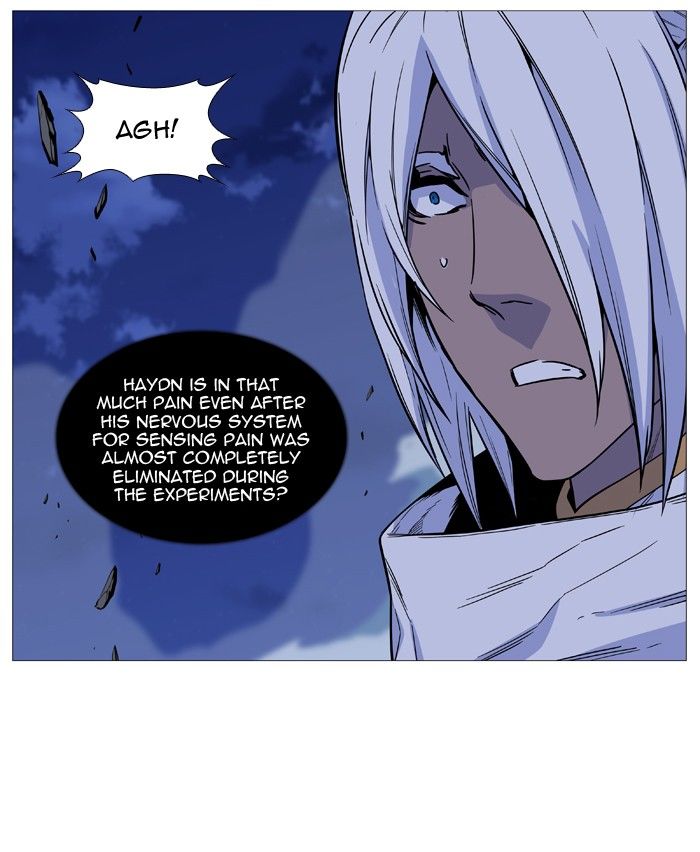 AGH!
HAYDN IS IN THAT
MUCH PAIN EVEN AFTER
HIS NERVOUS SYSTEM
FOR SENSING PAIN WAS
ALMOST COMPLETELY
ELIMINATED DURING
THE EXPERIMENTS?